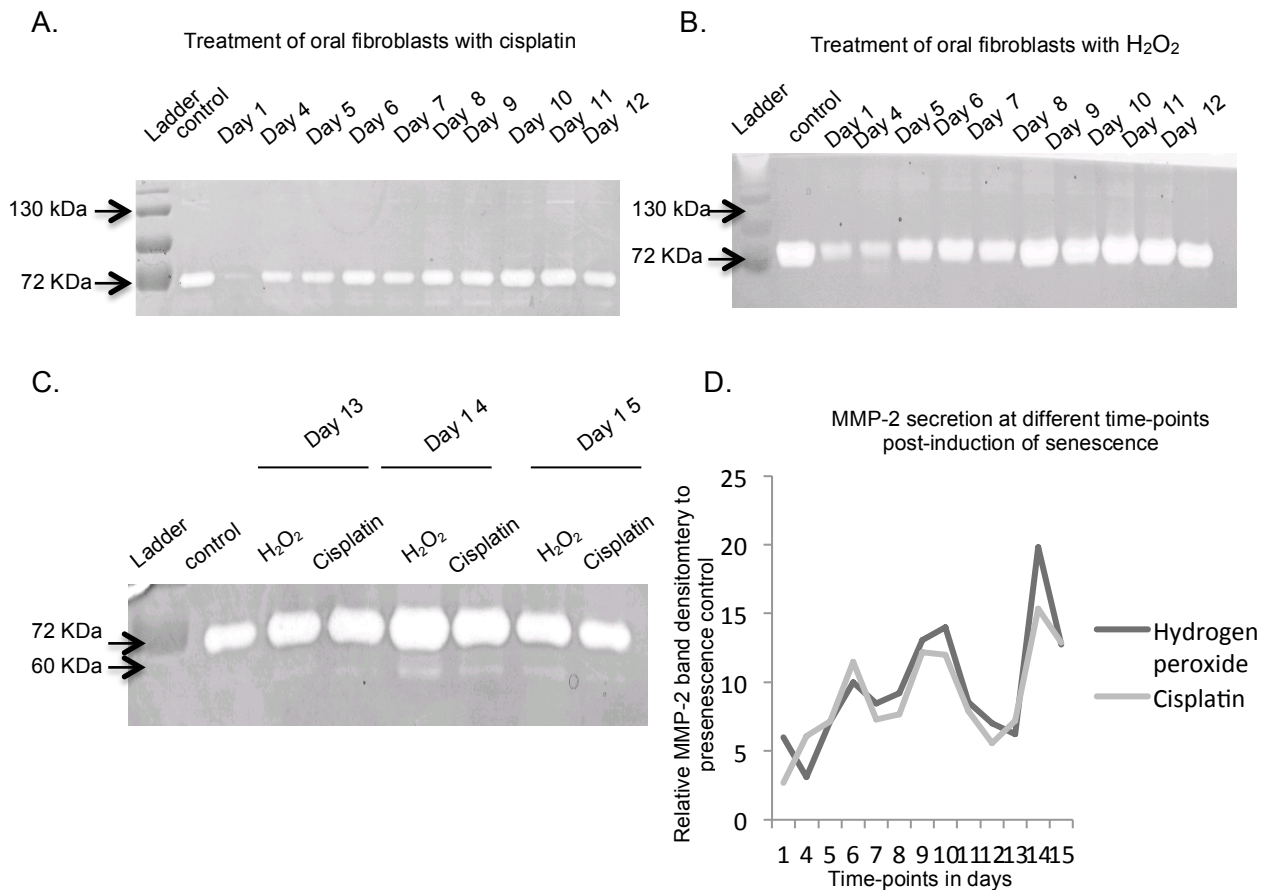 A.
Treatment of oral fibroblasts with cisplatin
Ladder
control
Day 1
Day 4
Day 5
Day 6
Day 7
Day 8
Day 9
Day 10
Day 11
Day 12
130 kDa
72 KDa
B.
Treatment of oral fibroblasts with H₂O₂
Ladder
control
Day 1
Day 4
Day 5
Day 6
Day 7
Day 8
Day 9
Day 10
Day 11
Day 12
130 kDa
72 KDa
C.
Day 13
Day 1 4
Day 1 5
Ladder
control
H₂O₂
Cisplatin
H₂O₂
Cisplatin
H₂O₂
Cisplatin
72 KDa
60 KDa
D.
MMP-2 secretion at different time-points
post-induction of senescence
Relative MMP-2 band densitomtery to
presenescence control
25
20
15
10
5
0
1 4 5 6 7 8 9 10 11 12 13 14 15
Time-points in days
Hydrogen
peroxide
Cisplatin